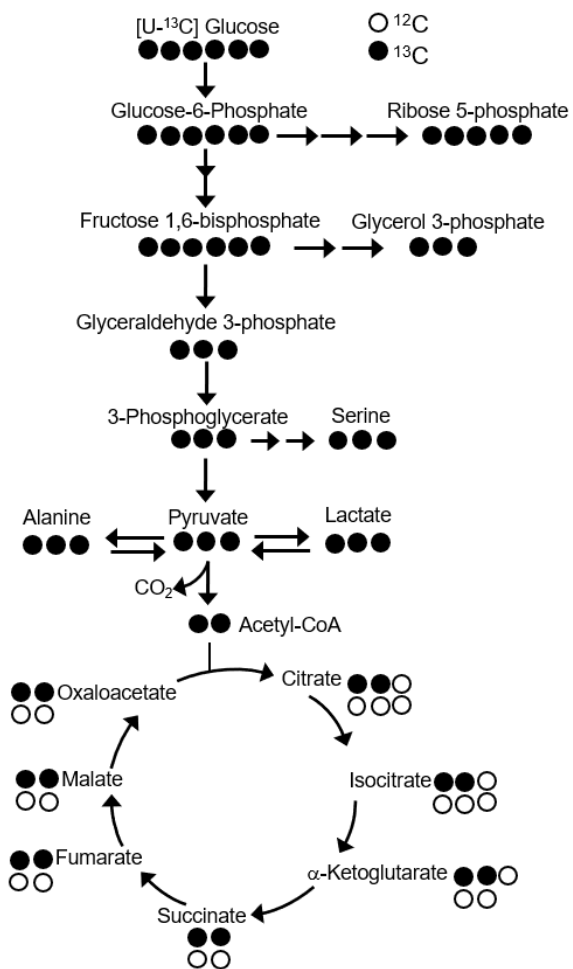 [U-¹³C] Glucose
¹²C
¹³C
Glucose-6-Phosphate
Ribose 5-phosphate
Fructose 1,6-bisphosphate
Glycerol 3-phosphate
Glyceraldehyde 3-phosphate
3-Phosphoglycerate
Serine
Alanine
Pyruvate
Lactate
CO₂
Acetyl-CoA
Oxaloacetate
Citrate
Malate
Isocitrate
Fumarate
α-Ketoglutarate
Succinate